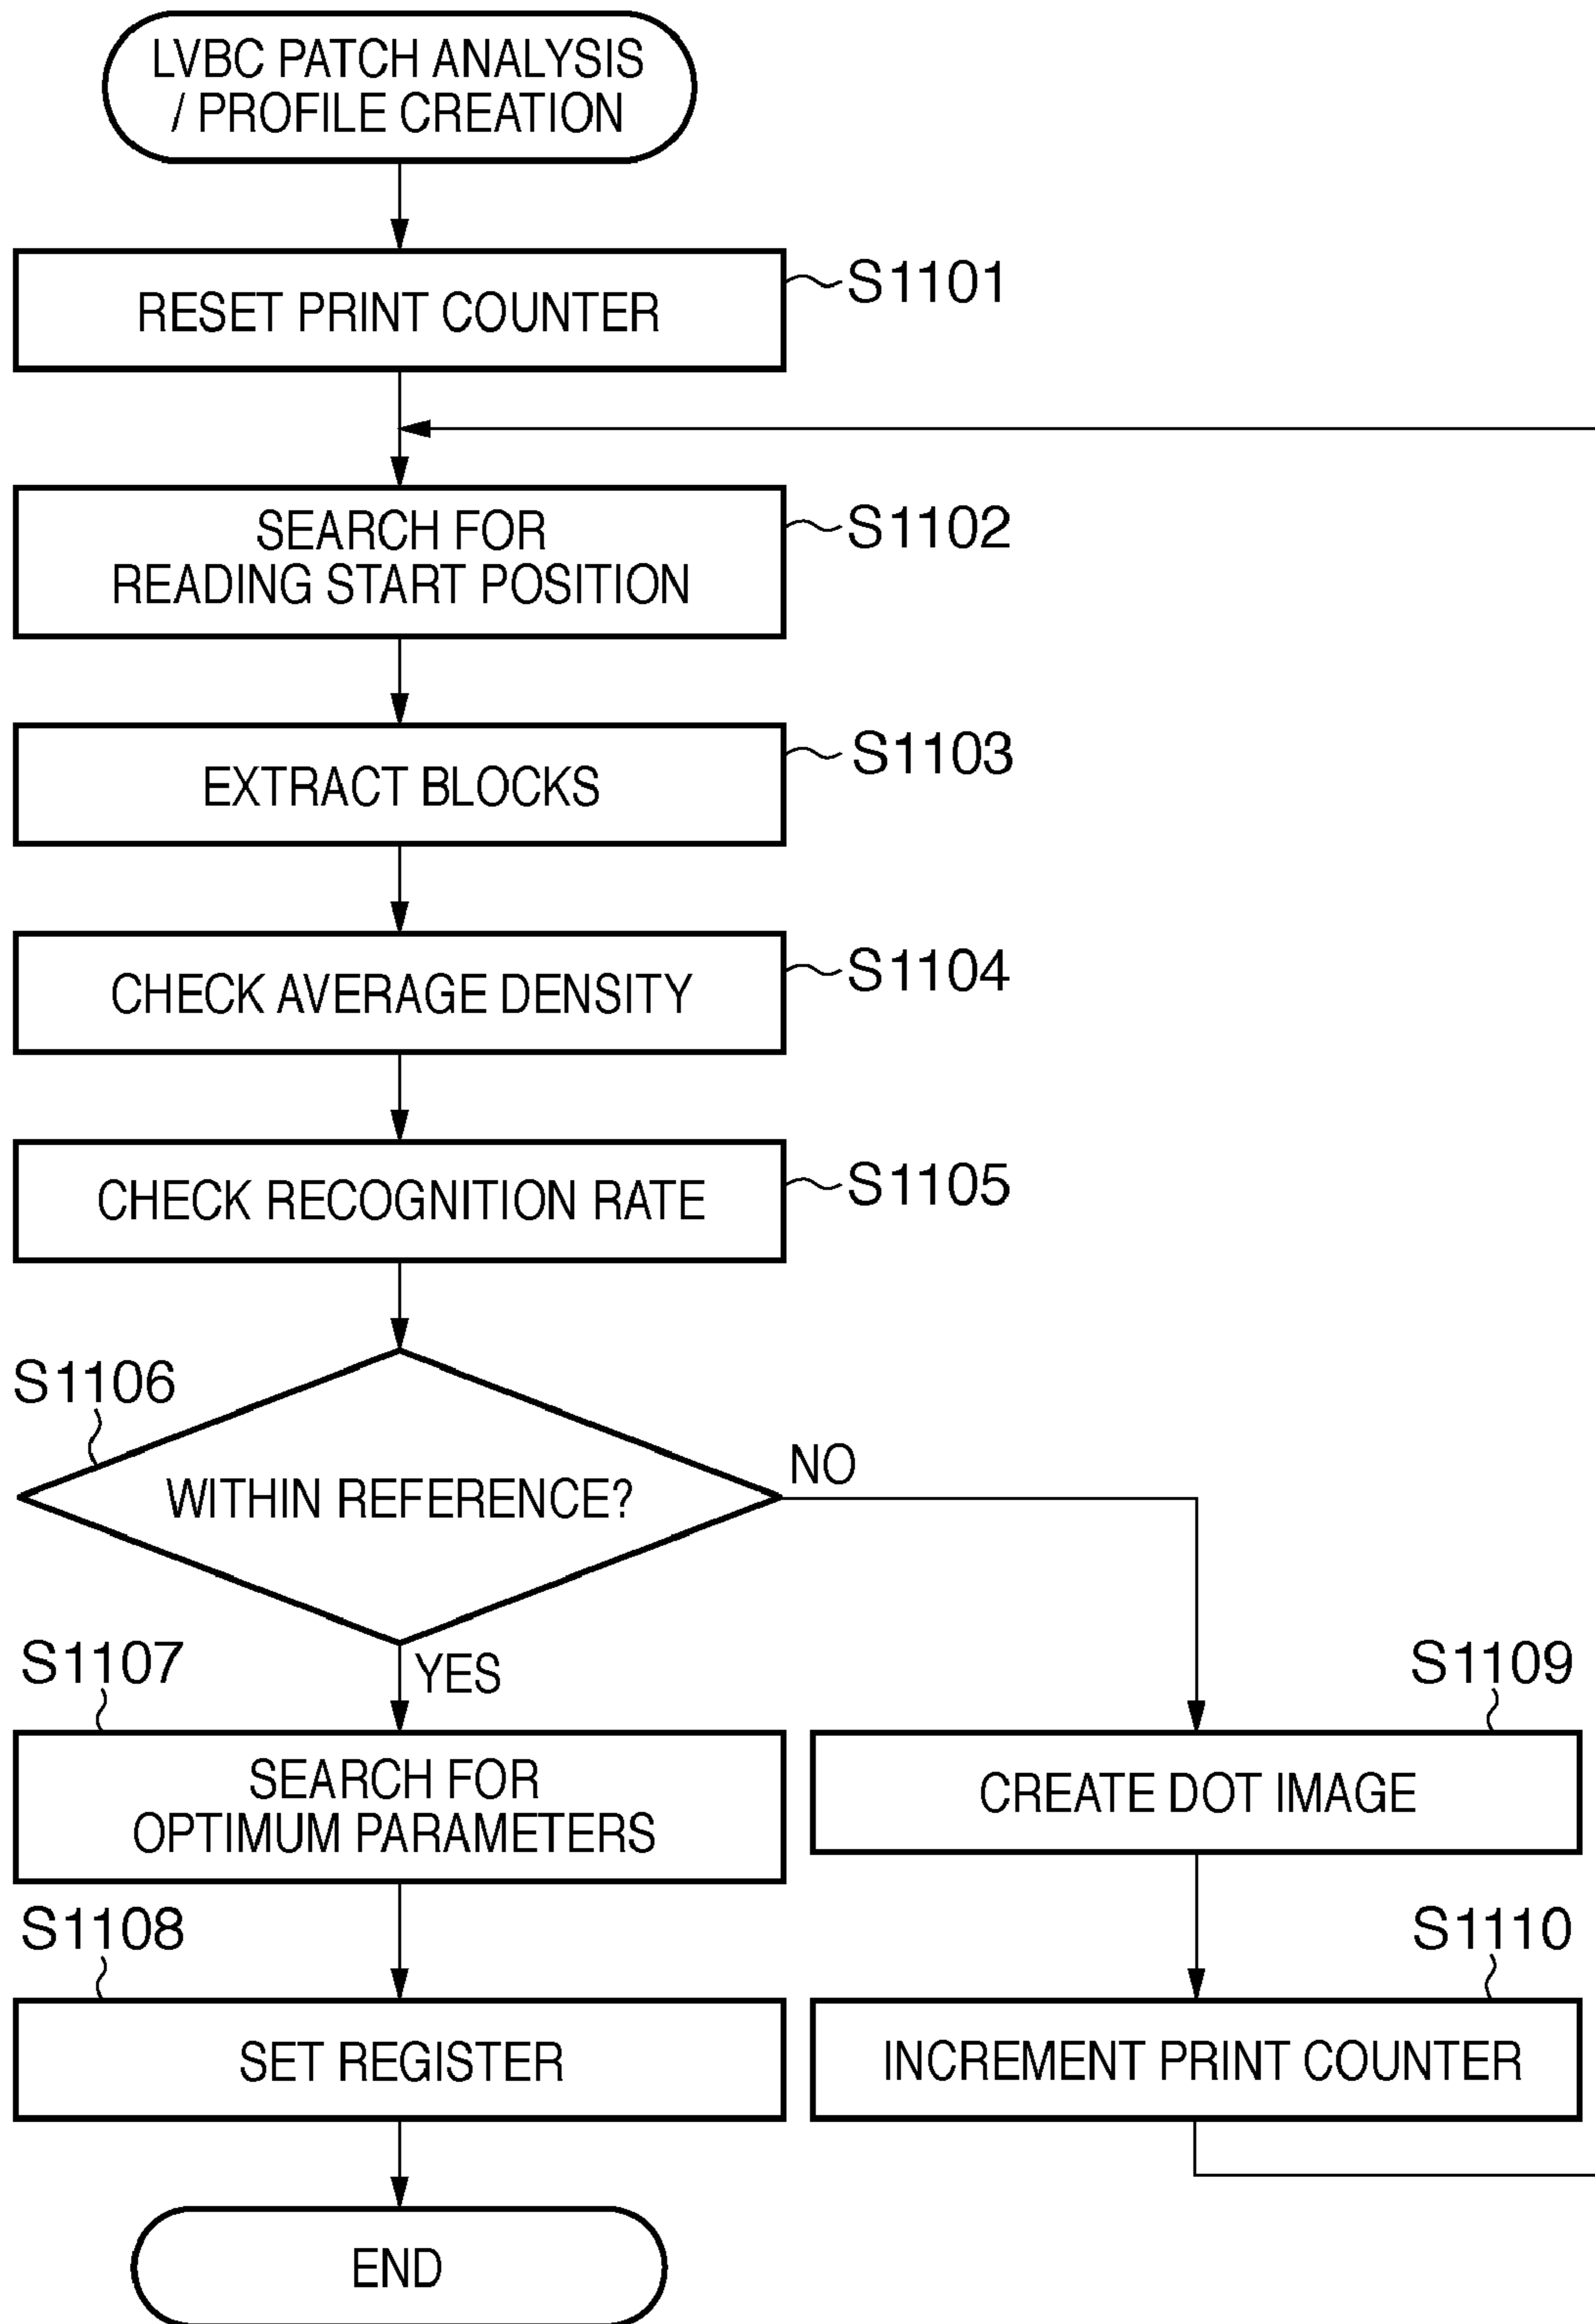 LVBC PATCH ANALYSIS
/ PROFILE CREATION
RESET PRINT COUNTER
S1101
SEARCH FOR
READING START POSITION
S1102
EXTRACT BLOCKS
S1103
CHECK AVERAGE DENSITY
S1104
CHECK RECOGNITION RATE
S1105
S1106
WITHIN REFERENCE?
NO
YES
S1107
SEARCH FOR
OPTIMUM PARAMETERS
S1109
CREATE DOT IMAGE
S1108
SET REGISTER
S1110
INCREMENT PRINT COUNTER
END